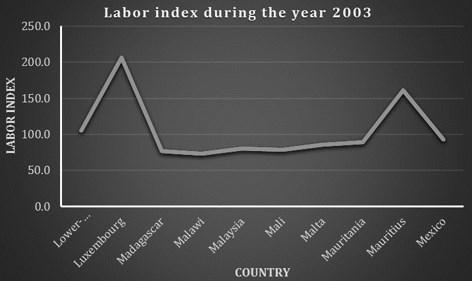 Labor index during the year 2003
250.0
200.0
150.0
100.0
50.0
0.0
LABOR INDEX
Lower-...
Luxembourg
Madagascar
Malawi
Malaysia
Mali
Malta
Mauritania
Mauritius
Mexico
COUNTRY